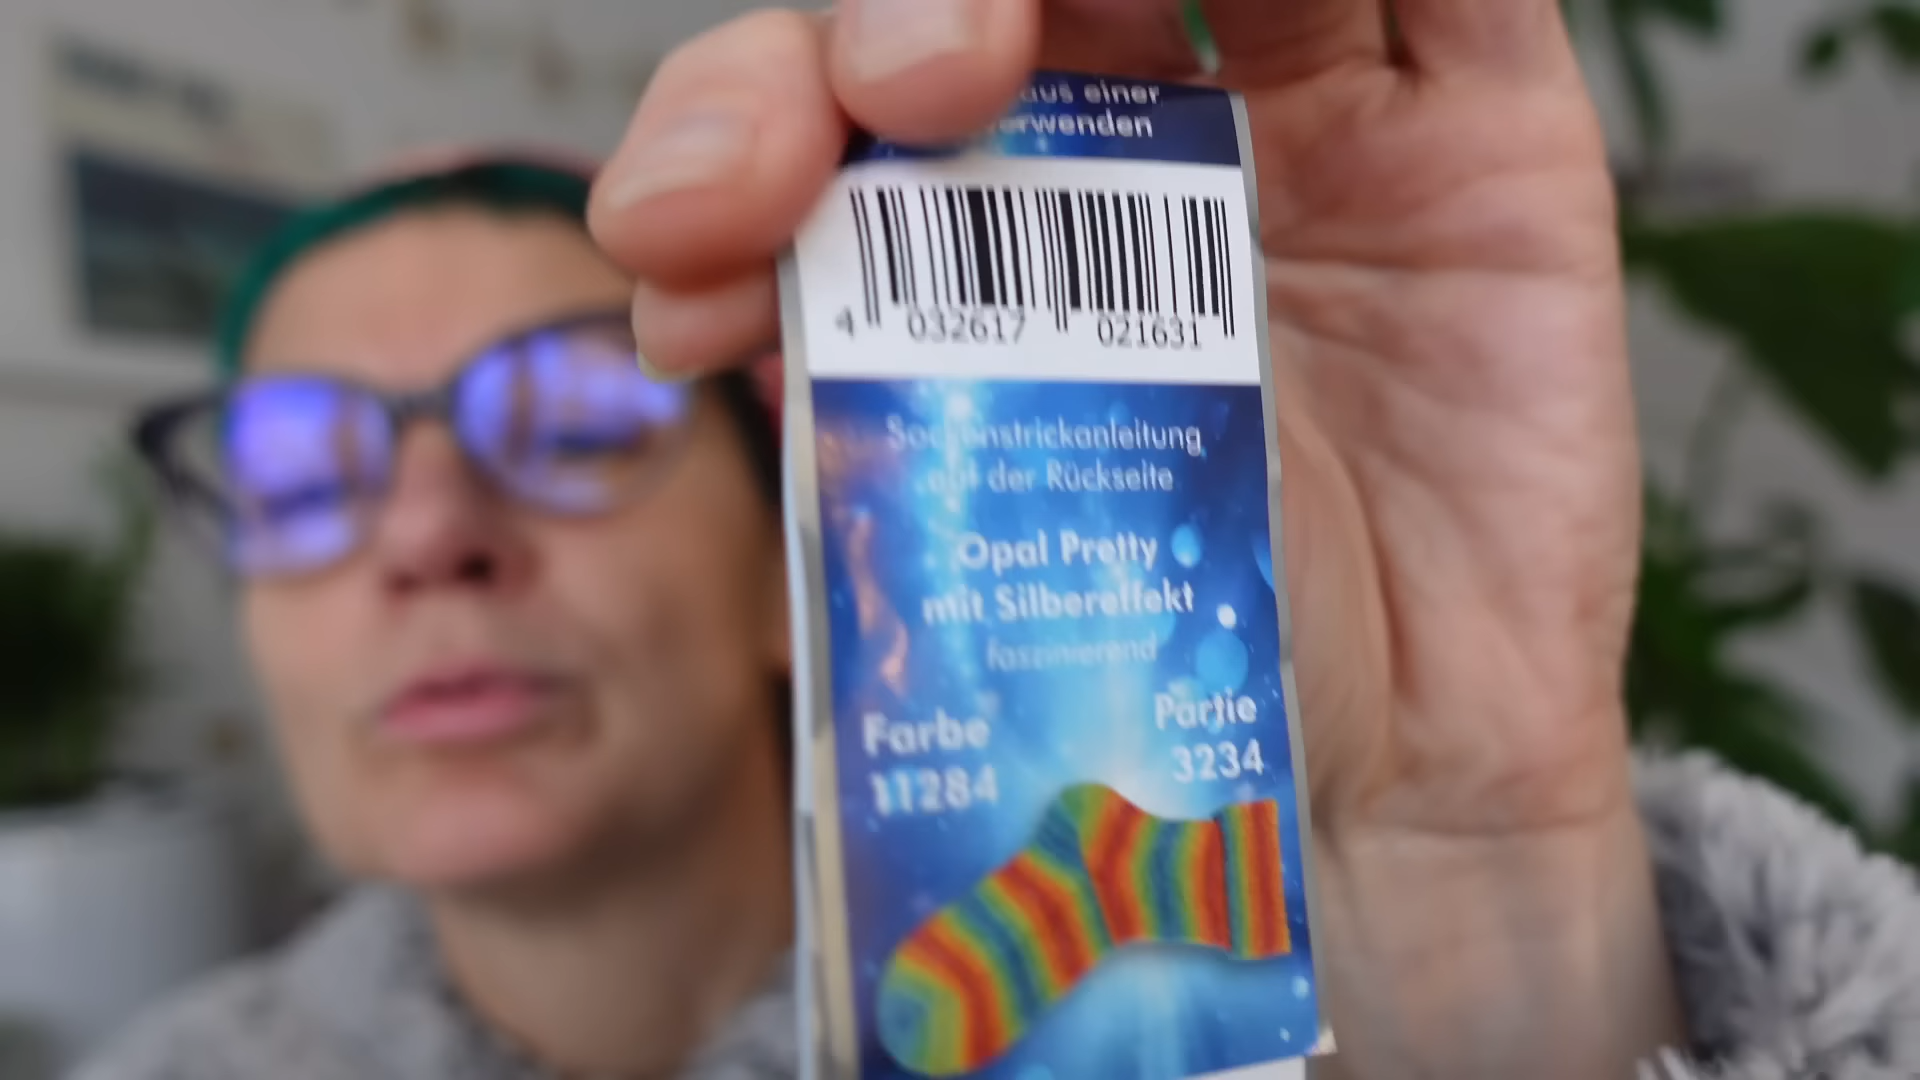 aus einer
verwenden
4 032617 021631
Sockenstrickanleitung
auf der Rückseite
Opal Pretty
mit Silbereffekt
faszinierend
Farbe
11284
Partie
3234